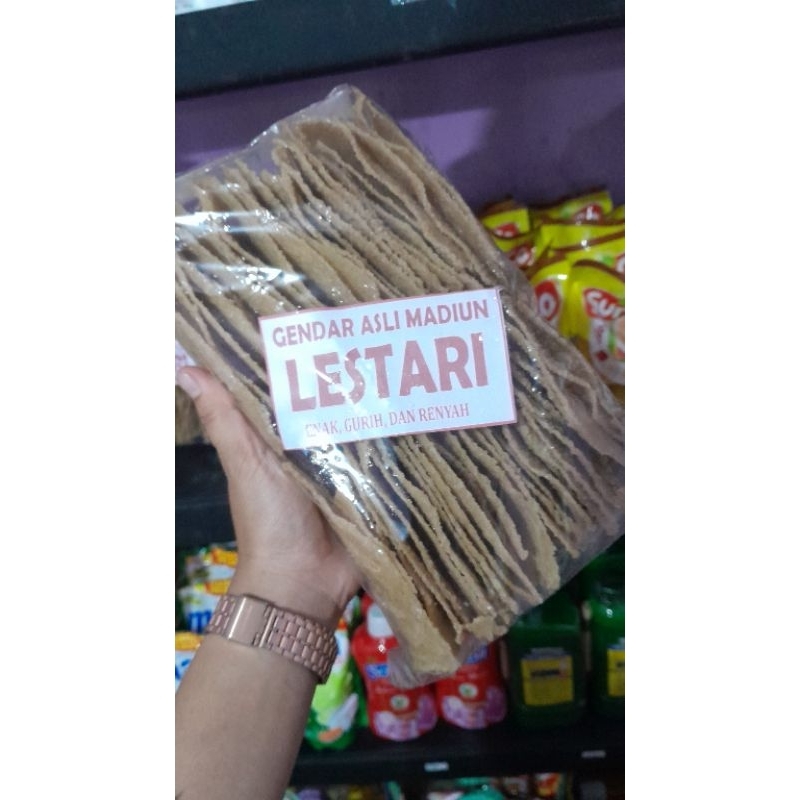 GENDAR ASLI MADIUN
LESTARI
ENAK, GURIH, DAN RENYAH